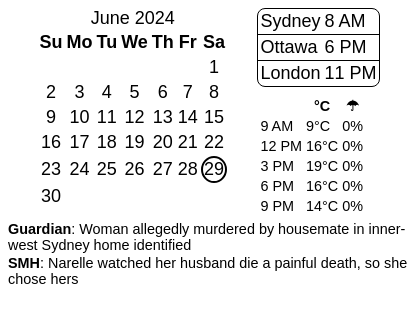 June 2024
Su Mo Tu We Th Fr Sa
1
2 3 4 5 6 7 8
9 10 11 12 13 14 15
16 17 18 19 20 21 22
23 24 25 26 27 28 29
30
Sydney 8 AM
Ottawa 6 PM
London 11 PM
°C ☂
9 AM 9°C 0%
12 PM 16°C 0%
3 PM 19°C 0%
6 PM 16°C 0%
9 PM 14°C 0%
Guardian: Woman allegedly murdered by housemate in inner-
west Sydney home identified
SMH: Narelle watched her husband die a painful death, so she
chose hers